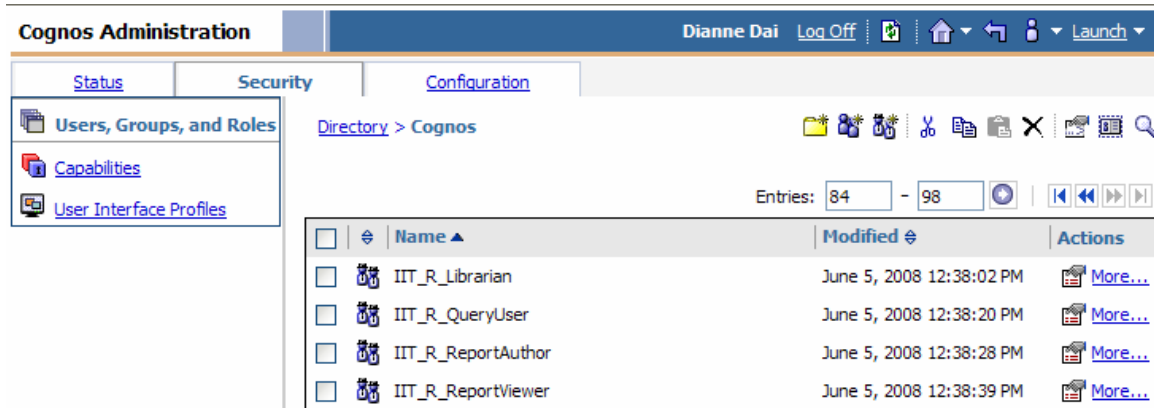 Cognos Administration
Dianne Dai Log Off Launch
Status Security Configuration
Users, Groups, and Roles
Capabilities
User Interface Profiles
Directory > Cognos
Entries: 84 - 98
Name Modified Actions
IIT_R_Librarian June 5, 2008 12:38:02 PM More...
IIT_R_QueryUser June 5, 2008 12:38:20 PM More...
IIT_R_ReportAuthor June 5, 2008 12:38:28 PM More...
IIT_R_ReportViewer June 5, 2008 12:38:39 PM More...